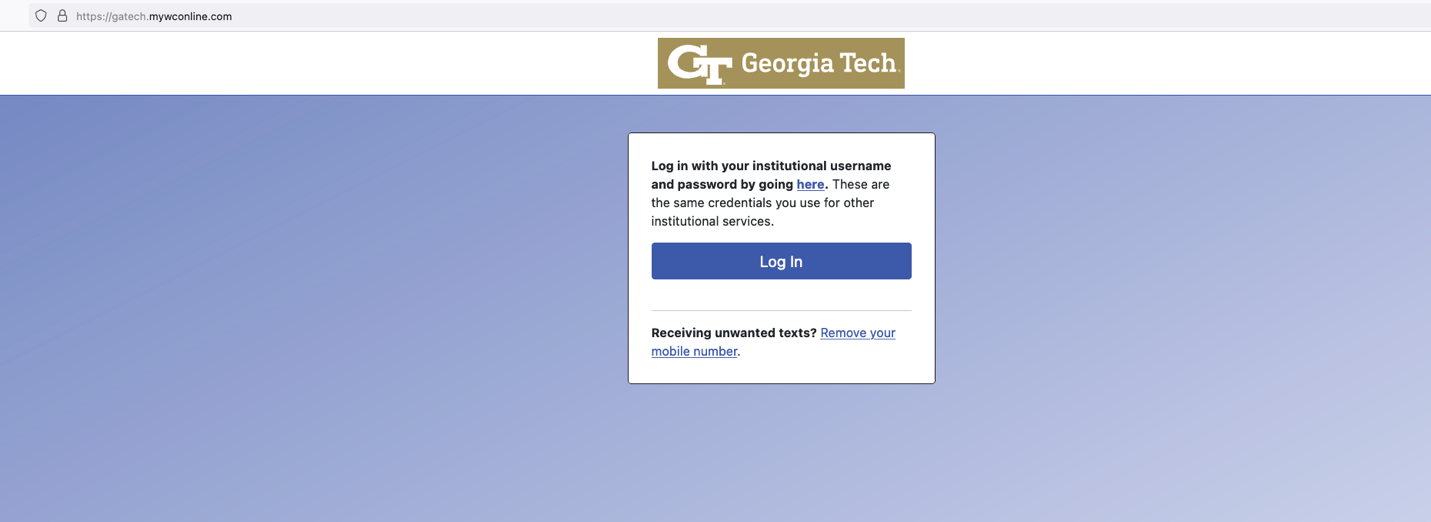 https://gatech.mywconline.com
GT Georgia Tech.
Log in with your institutional username
and password by going here. These are
the same credentials you use for other
institutional services.
Log In
Receiving unwanted texts? Remove your
mobile number.